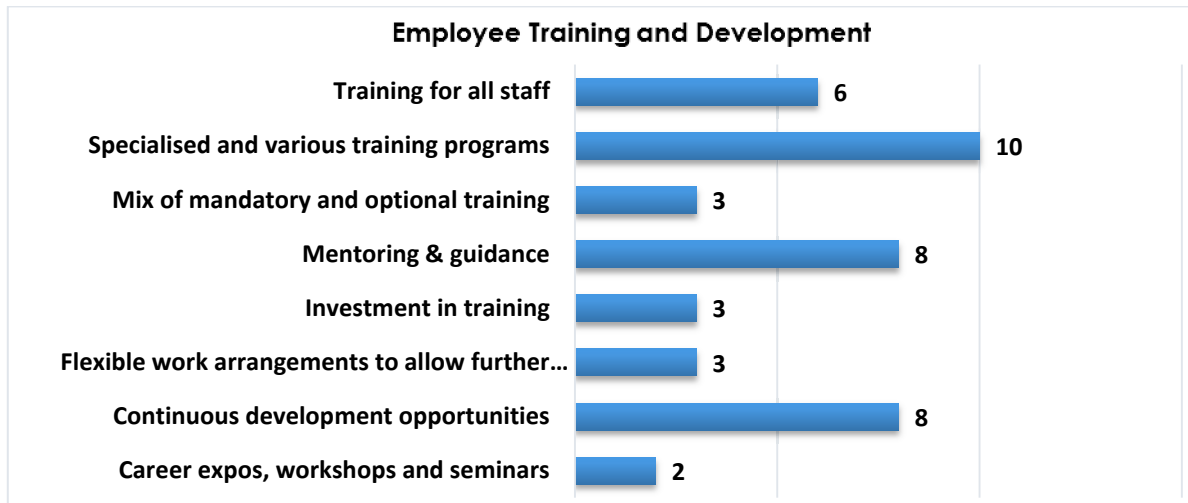 Employee Training and Development
Training for all staff 6
Specialised and various training programs 10
Mix of mandatory and optional training 3
Mentoring & guidance 8
Investment in training 3
Flexible work arrangements to allow further... 3
Continuous development opportunities 8
Career expos, workshops and seminars 2